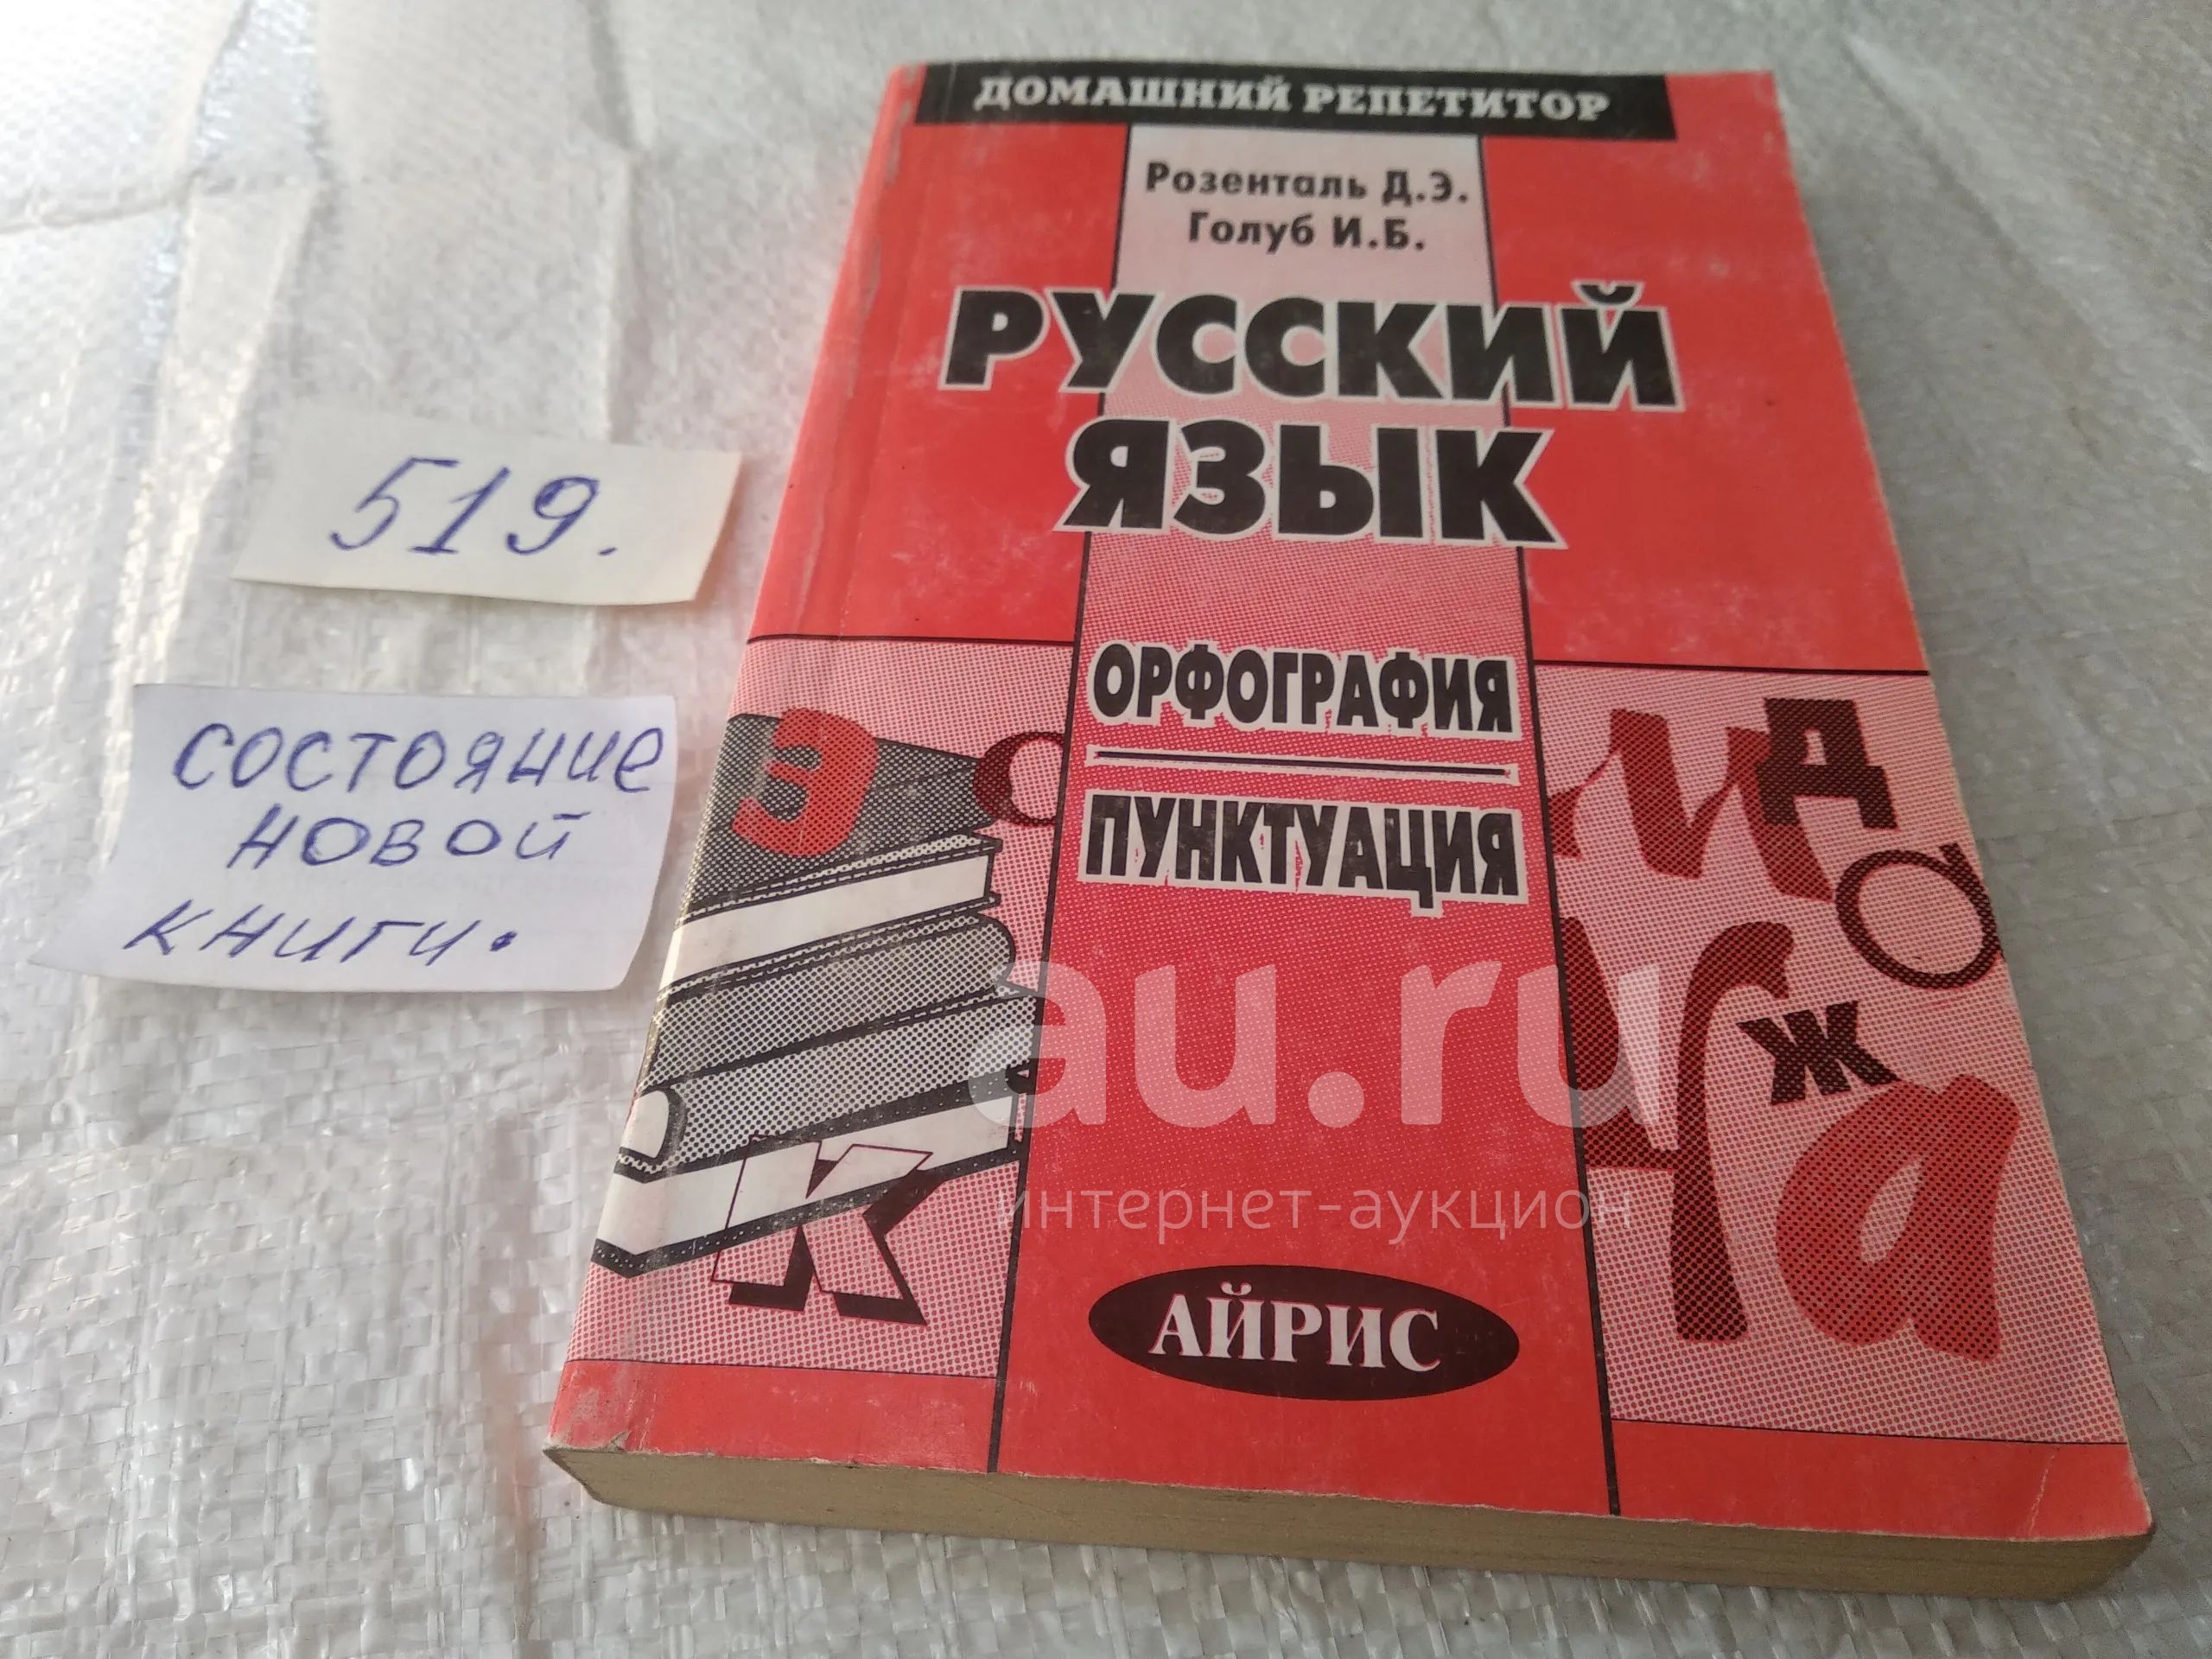 ДОМАШНИЙ РЕПЕТИТОР
Розенталь Д.Э.
Голуб И.Б.
РУССКИЙ
ЯЗЫК
519.
ОРФОГРАФИЯ
ПУНКТУАЦИЯ
состояние
новой
книги.
Э
С
И
Д
О
Ч
Ж
а
К
au.ru
интернет-аукцион
АЙРИС